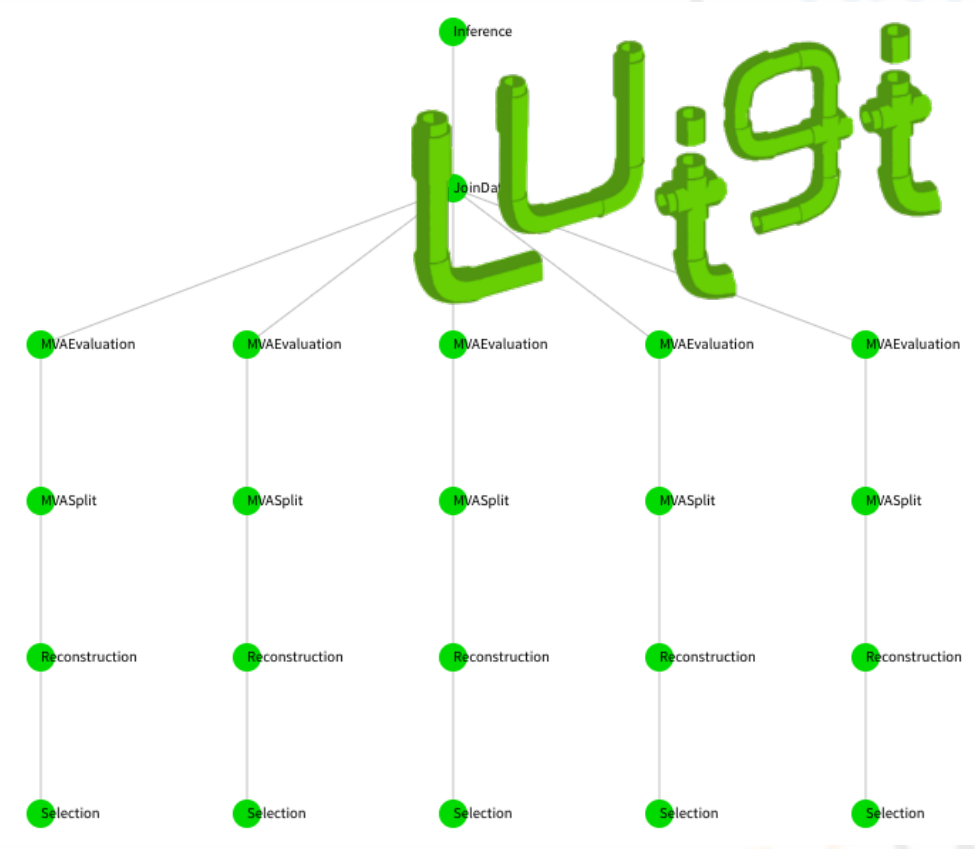 Inference
Luigi
JoinDa
MVAEvaluation MVAEvaluation MVAEvaluation MVAEvaluation MVAEvaluation
MVASplit MVASplit MVASplit MVASplit MVASplit
Reconstruction Reconstruction Reconstruction Reconstruction Reconstruction
Selection Selection Selection Selection Selection